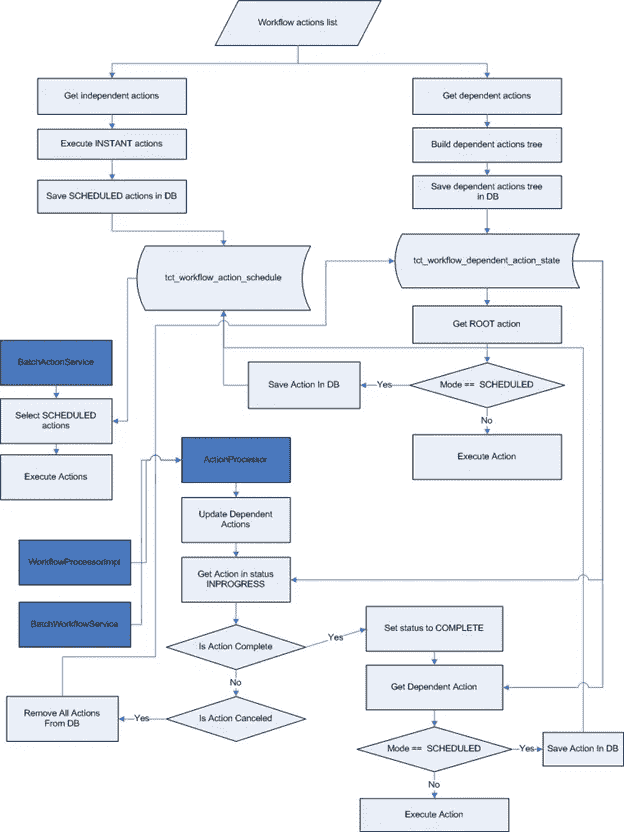 Workflow actions list
Get independent actions
Get dependent actions
Execute INSTANT actions
Build dependent actions tree
Save SCHEDULED actions in DB
Save dependent actions tree
in DB
tct_workflow_action_schedule
tct_workflow_dependent_action_state
Get ROOT action
BatchActionService
Save Action In DB
Yes
Mode == SCHEDULED
No
Select SCHEDULED
actions
Execute Action
Execute Actions
ActionProcessor
Update Dependent
Actions
WorkflowProcessorImpl
Get Action in status
INPROGRESS
BatchWorkflowService
Is Action Complete
Yes
Set status to COMPLETE
No
Get Dependent Action
Remove All Actions
From DB
Yes
Is Action Canceled
Mode == SCHEDULED
Yes
Save Action In DB
No
Execute Action